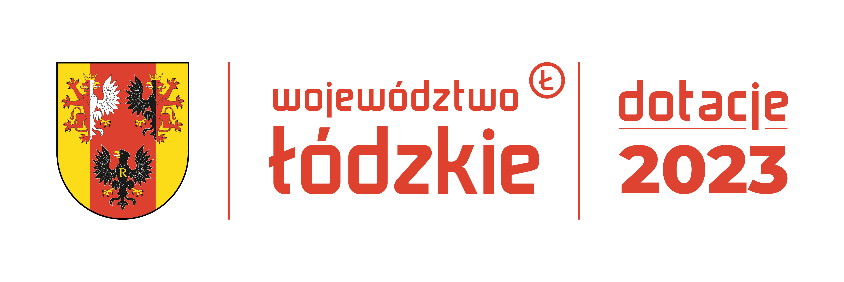 województwo Ł
łódzkie
dotacje
2023
R